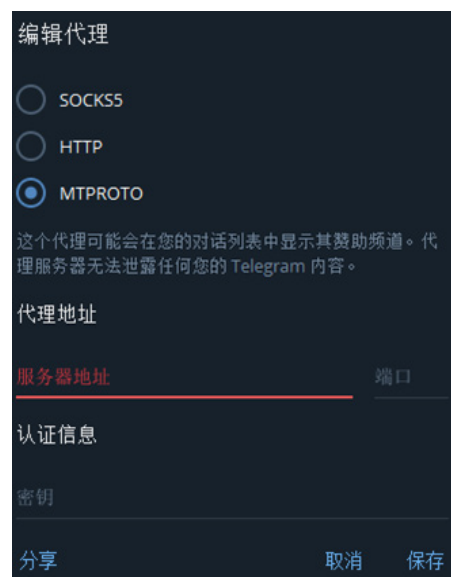 编辑代理
SOCKS5
HTTP
MTPROTO
这个代理可能会在您的对话列表中显示其赞助频道。代
理服务器无法泄露任何您的 Telegram 内容。
代理地址
服务器地址 端口
认证信息
密钥
分享 取消 保存